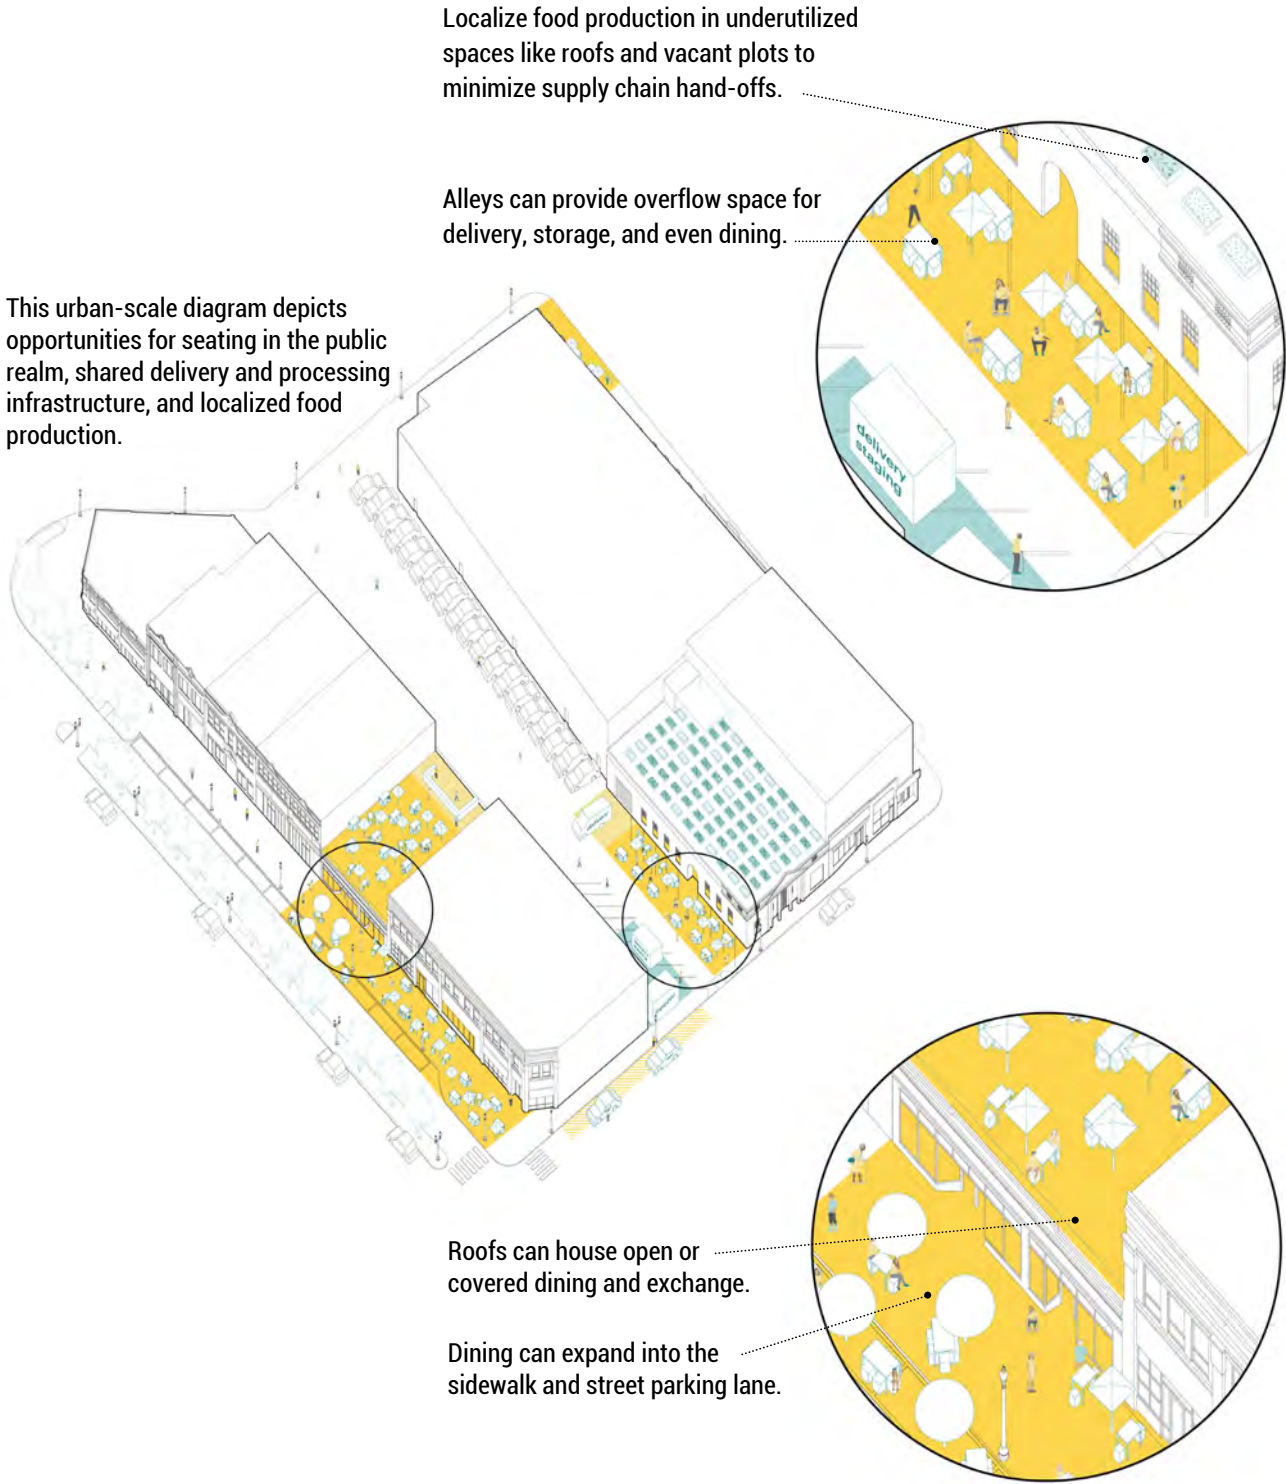 Localize food production in underutilized
spaces like roofs and vacant plots to
minimize supply chain hand-offs.
Alleys can provide overflow space for
delivery, storage, and even dining.
This urban-scale diagram depicts
opportunities for seating in the public
realm, shared delivery and processing
infrastructure, and localized food
production.
delivery
staging
Roofs can house open or
covered dining and exchange.
Dining can expand into the
sidewalk and street parking lane.